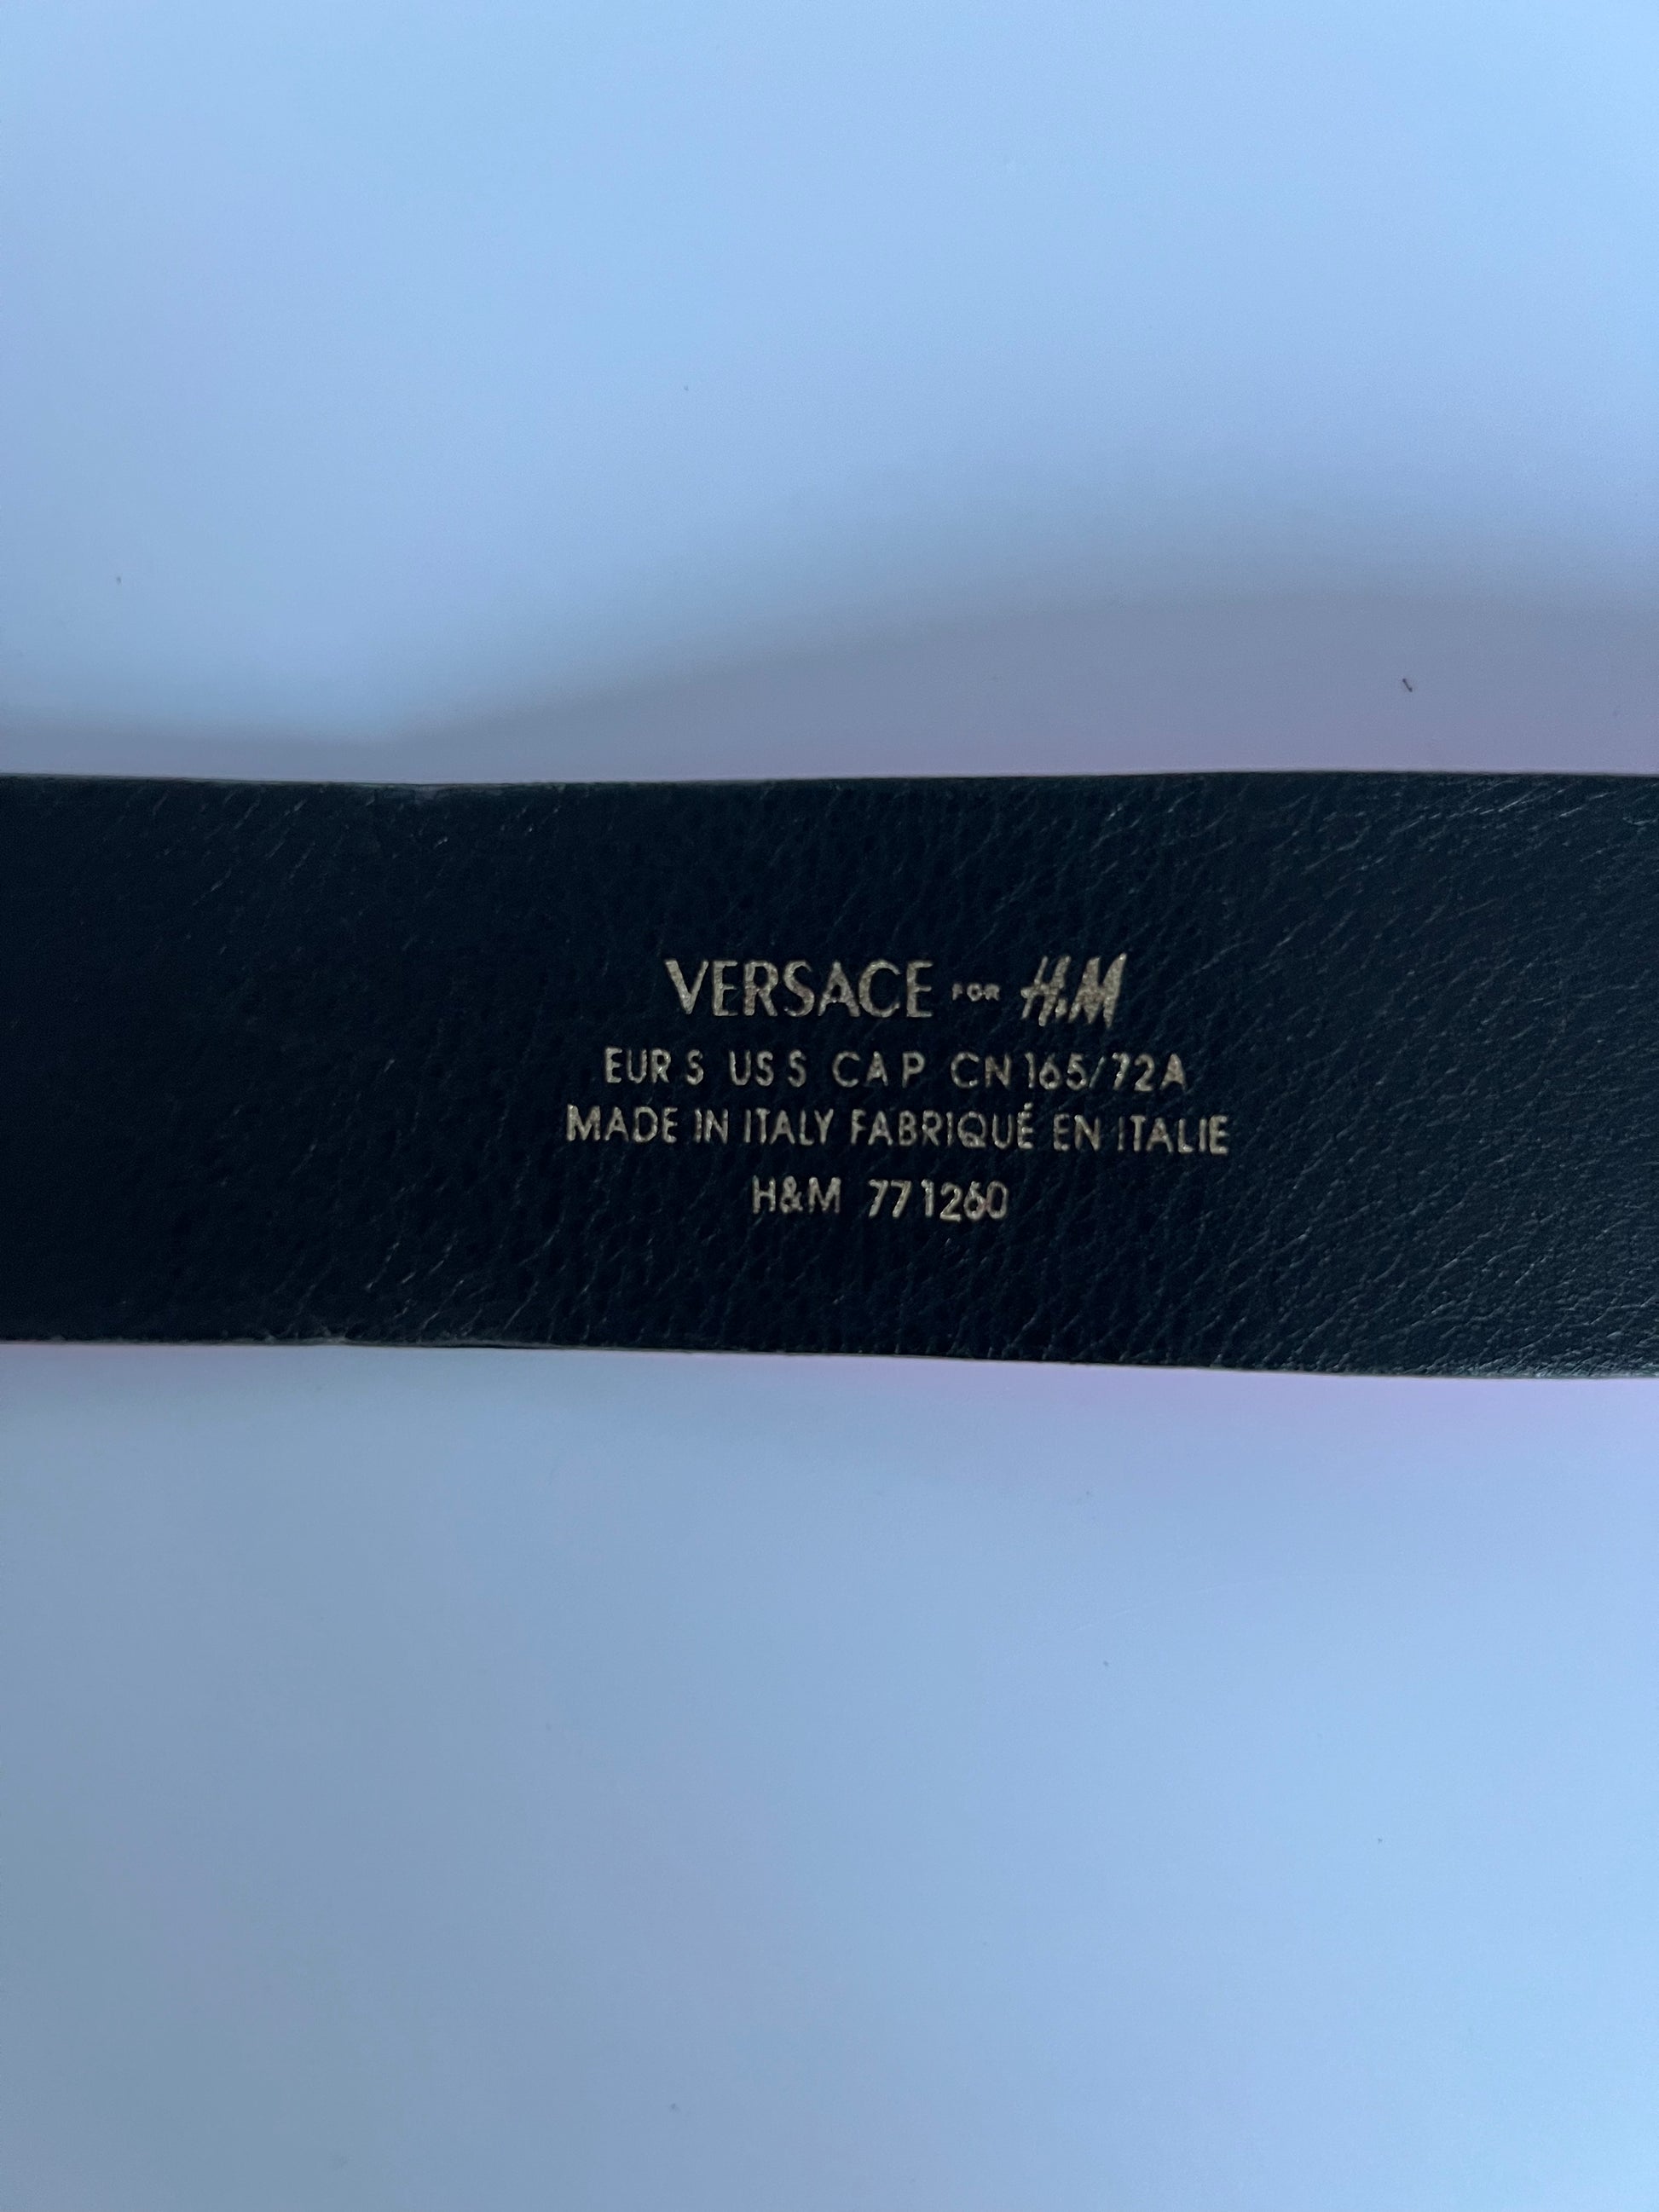 VERSACE FOR H&M
EUR S US S CA P CN 165/72A
MADE IN ITALY FABRIQUÉ EN ITALIE
H&M 771260